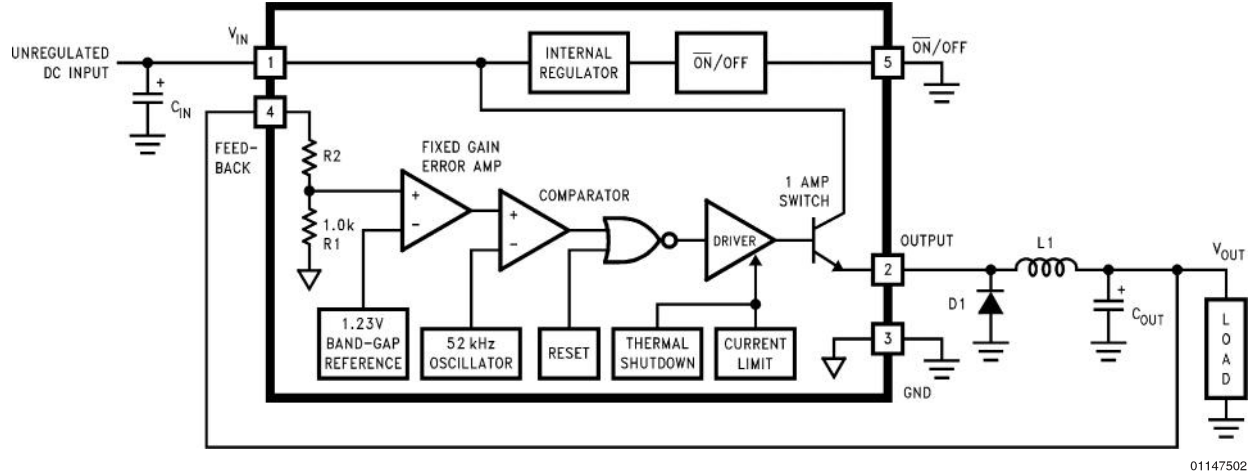 UNREGULATED
DC INPUT
+
C_IN
V_IN
1
4
FEED-
BACK
R2
1.0k
R1
INTERNAL
REGULATOR
O̅N̅/OFF
5
O̅N̅/OFF
FIXED GAIN
ERROR AMP
+
−
COMPARATOR
+
−
DRIVER
1 AMP
SWITCH
1.23V
BAND-GAP
REFERENCE
52 kHz
OSCILLATOR
RESET
THERMAL
SHUTDOWN
CURRENT
LIMIT
OUTPUT
2
3
GND
D1
L1
+
C_OUT
V_OUT
LOAD
01147502